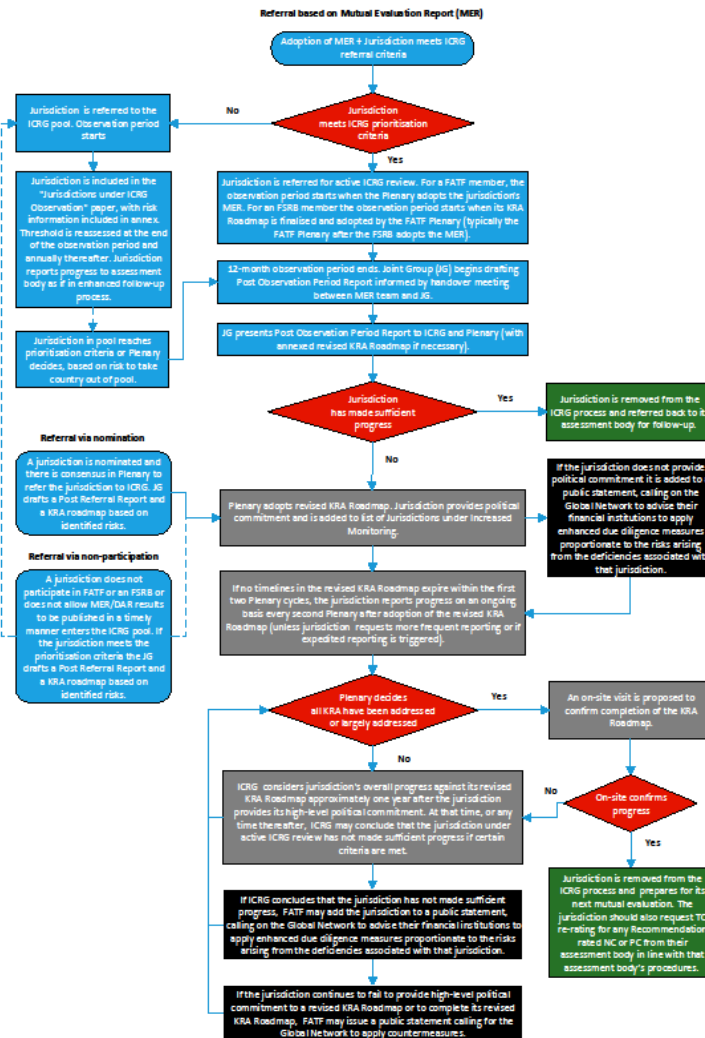 Referral based on Mutual Evaluation Report (MER)
Adoption of MER + Jurisdiction meets ICRG
referral criteria
Jurisdiction
meets ICRG prioritisation
criteria
No
Yes
Jurisdiction is referred to the
ICRG pool. Observation period
starts
Jurisdiction is included in the
"Jurisdictions under ICRG
Observation" paper, with risk
information included in annex.
Threshold is reassessed at the end
of the observation period and
annually thereafter. Jurisdiction
reports progress to assessment
body as if in enhanced follow-up
process.
Jurisdiction in pool reaches
prioritisation criteria or Plenary
decides, based on risk to take
country out of pool.
Jurisdiction is referred for active ICRG review. For a FATF member, the
observation period starts when the Plenary adopts the jurisdiction's
MER. For an FSRB member the observation period starts when its KRA
Roadmap is finalised and adopted by the FATF Plenary (typically the
FATF Plenary after the FSRB adopts the MER).
12-month observation period ends. Joint Group (JG) begins drafting
Post Observation Period Report informed by handover meeting
between MER team and JG.
JG presents Post Observation Period Report to ICRG and Plenary (with
annexed revised KRA Roadmap if necessary).
Jurisdiction
has made sufficient
progress
Yes
No
Jurisdiction is removed from the
ICRG process and referred back to its
assessment body for follow-up.
Referral via nomination
A jurisdiction is nominated and
there is consensus in Plenary to
refer the jurisdiction to ICRG. JG
drafts a Post Referral Report and
a KRA roadmap based on
identified risks.
Referral via non-participation
A jurisdiction does not
participate in FATF or an FSRB or
does not allow MER/DAR results
to be published in a timely
manner enters the ICRG pool. If
the jurisdiction meets the
prioritisation criteria the JG
drafts a Post Referral Report and
a KRA roadmap based on
identified risks.
Plenary adopts revised KRA Roadmap. Jurisdiction provides political
commitment and is added to list of Jurisdictions under Increased
Monitoring.
If the jurisdiction does not provide
political commitment it is added to a
public statement, calling on the
Global Network to advise their
financial institutions to apply
enhanced due diligence measures
proportionate to the risks arising
from the deficiencies associated with
that jurisdiction.
If no timelines in the revised KRA Roadmap expire within the first
two Plenary cycles, the jurisdiction reports progress on an ongoing
basis every second Plenary after adoption of the revised KRA
Roadmap (unless jurisdiction requests more frequent reporting or if
expedited reporting is triggered).
Plenary decides
all KRA have been addressed
or largely addressed
Yes
No
An on-site visit is proposed to
confirm completion of the KRA
Roadmap.
On-site confirms
progress
No
Yes
ICRG considers jurisdiction's overall progress against its revised
KRA Roadmap approximately one year after the jurisdiction
provides its high-level political commitment. At that time, or any
time thereafter, ICRG may conclude that the jurisdiction under
active ICRG review has not made sufficient progress if certain
criteria are met.
If ICRG concludes that the jurisdiction has not made sufficient
progress, FATF may add the jurisdiction to a public statement,
calling on the Global Network to advise their financial institutions to
apply enhanced due diligence measures proportionate to the risks
arising from the deficiencies associated with that jurisdiction.
If the jurisdiction continues to fail to provide high-level political
commitment to a revised KRA Roadmap or to complete its revised
KRA Roadmap, FATF may issue a public statement calling for the
Global Network to apply countermeasures.
Jurisdiction is removed from the
ICRG process and prepares for its
next mutual evaluation. The
jurisdiction should also request TC
re-rating for any Recommendation
rated NC or PC from their
assessment body in line with that
assessment body's procedures.